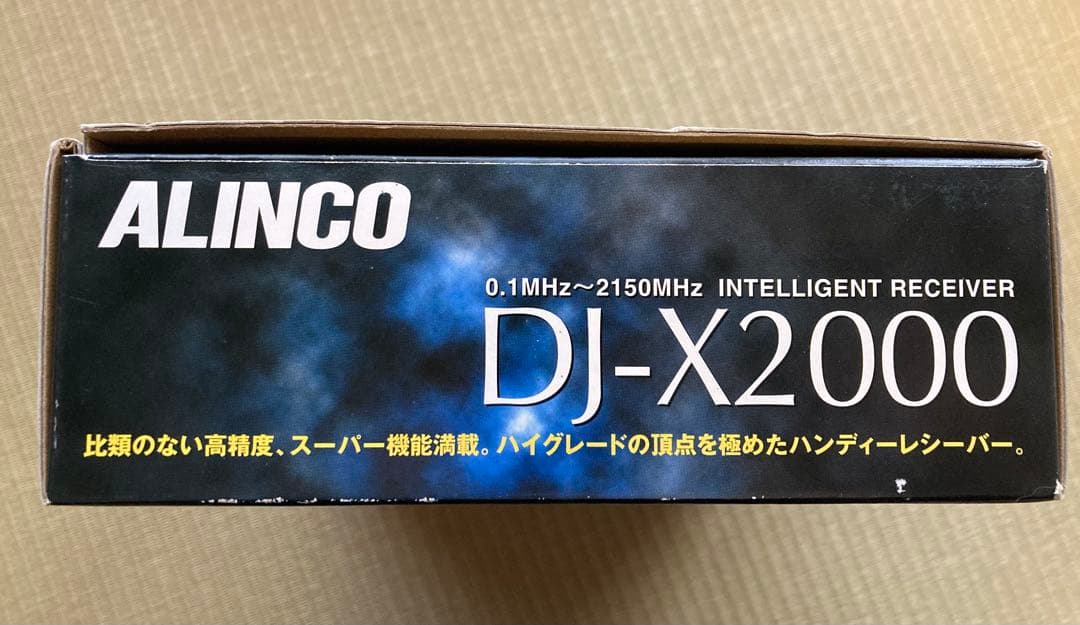 ALINCO
0.1MHz～2150MHz INTELLIGENT RECEIVER
DJ-X2000
比類のない高精度、スーパー機能満載。ハイグレードの頂点を極めたハンディーレシーバー。